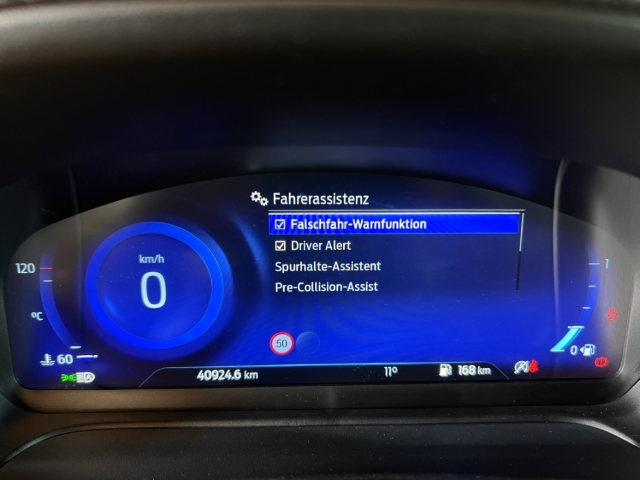 Fahrerassistenz
Falschfahr-Warnfunktion
Driver Alert
Spurhalte-Assistent
Pre-Collision-Assist
km/h
0
120
°C
60
1
0
50
A
40924.6 km
11°
168 km